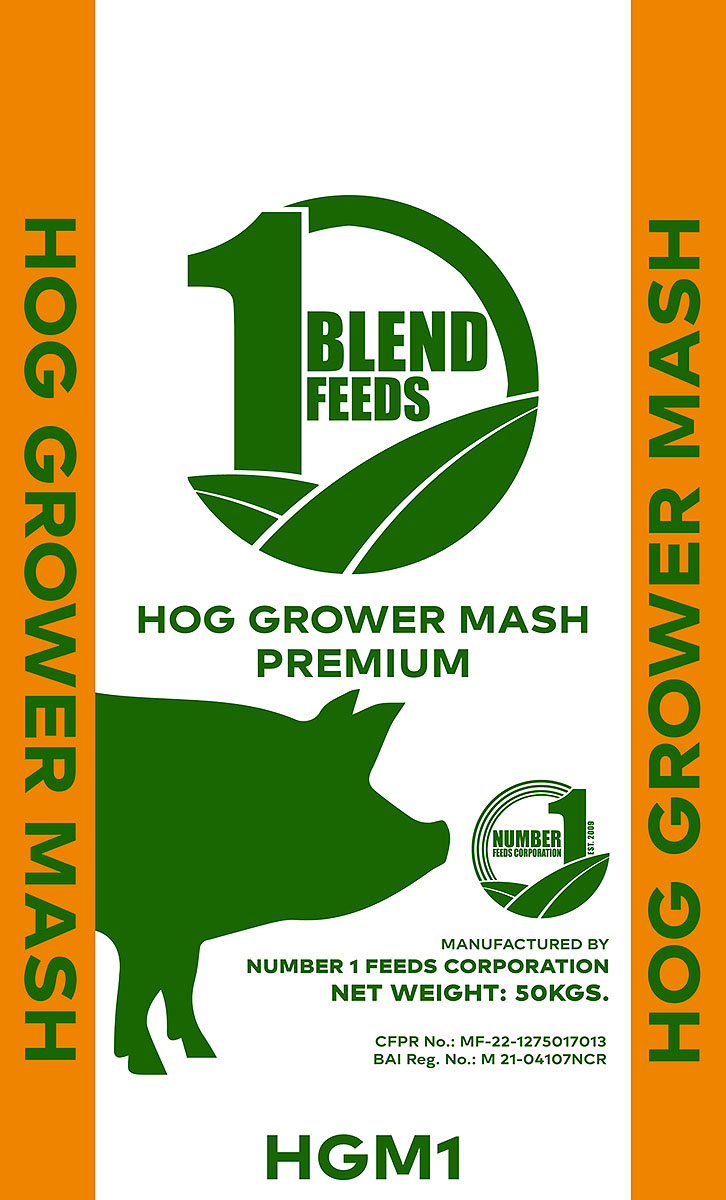 HOG GROWER MASH
1
BLEND
FEEDS
HOG GROWER MASH
PREMIUM
NUMBER 1
FEEDS CORPORATION
EST. 2009
MANUFACTURED BY
NUMBER 1 FEEDS CORPORATION
NET WEIGHT: 50KGS.
CFPR No.: MF-22-1275017013
BAI Reg. No.: M 21-04107NCR
HGM1
HOG GROWER MASH